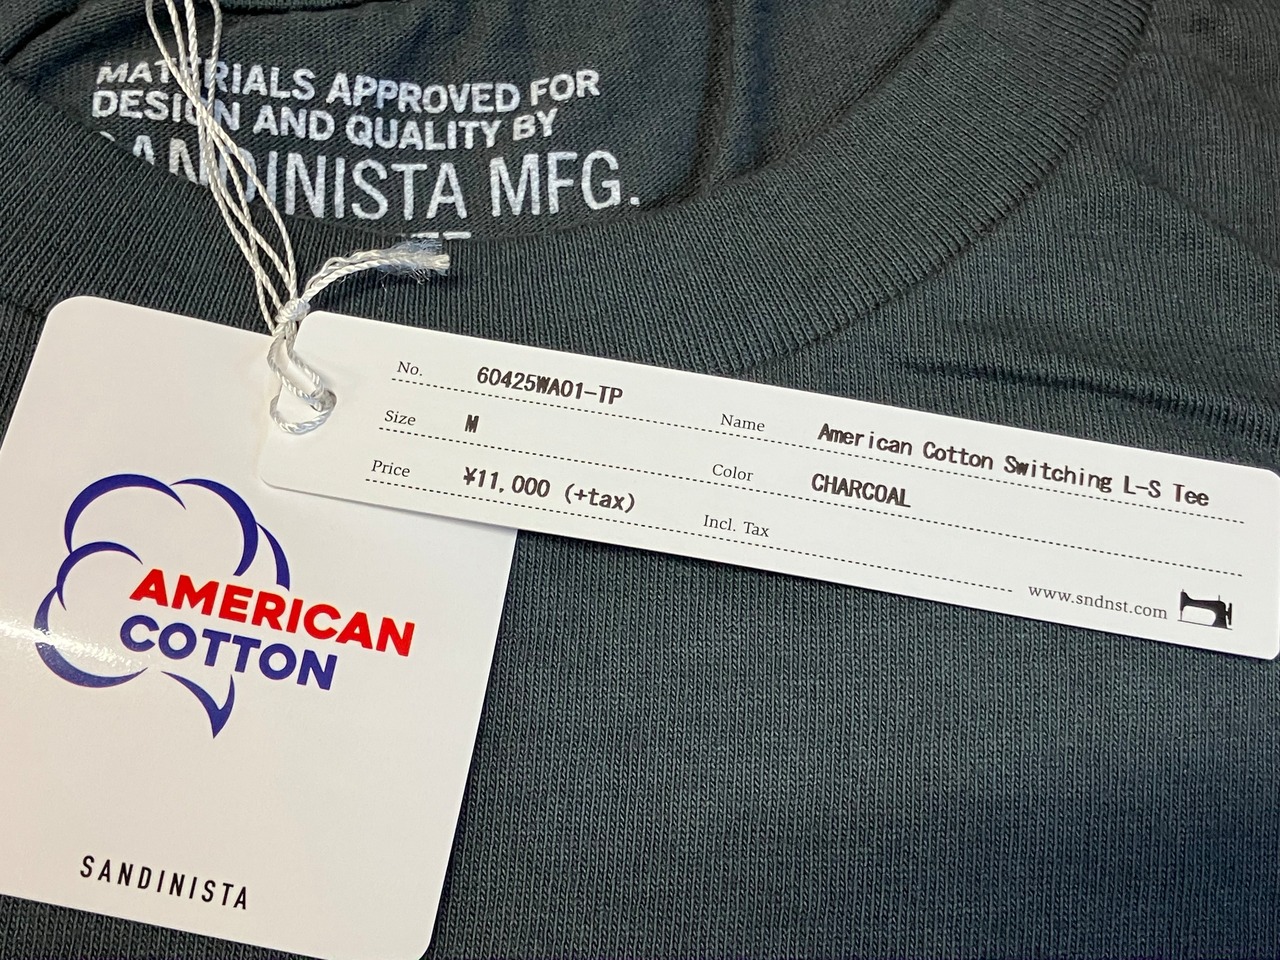 MATERIALS APPROVED FOR
DESIGN AND QUALITY BY
SANDINISTA MFG.
No. 60425WA01-TP
Name American Cotton Switching L-S Tee
Size M
Color CHARCOAL
Price ¥11,000 (+tax)
Incl. Tax
www.sndnst.com
AMERICAN
COTTON
SANDINISTA